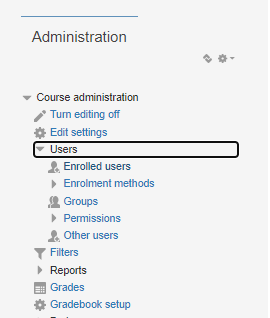 Administration
Course administration
Turn editing off
Edit settings
Users
Enrolled users
Enrolment methods
Groups
Permissions
Other users
Filters
Reports
Grades
Gradebook setup